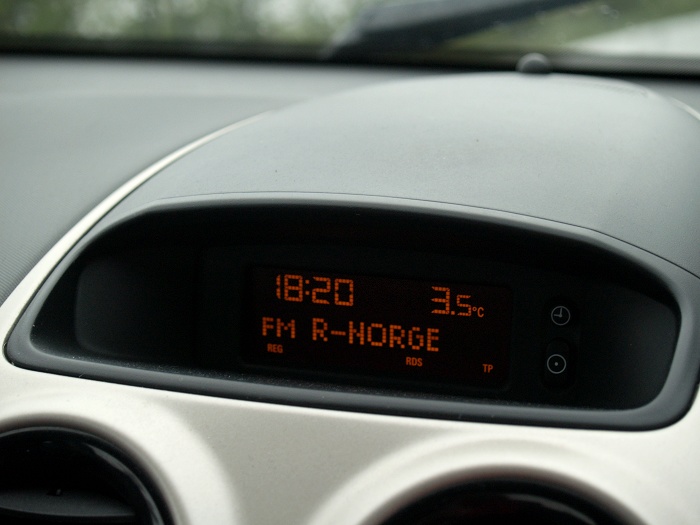 18:20 3.5°C
FM R-NORGE
REG RDS TP